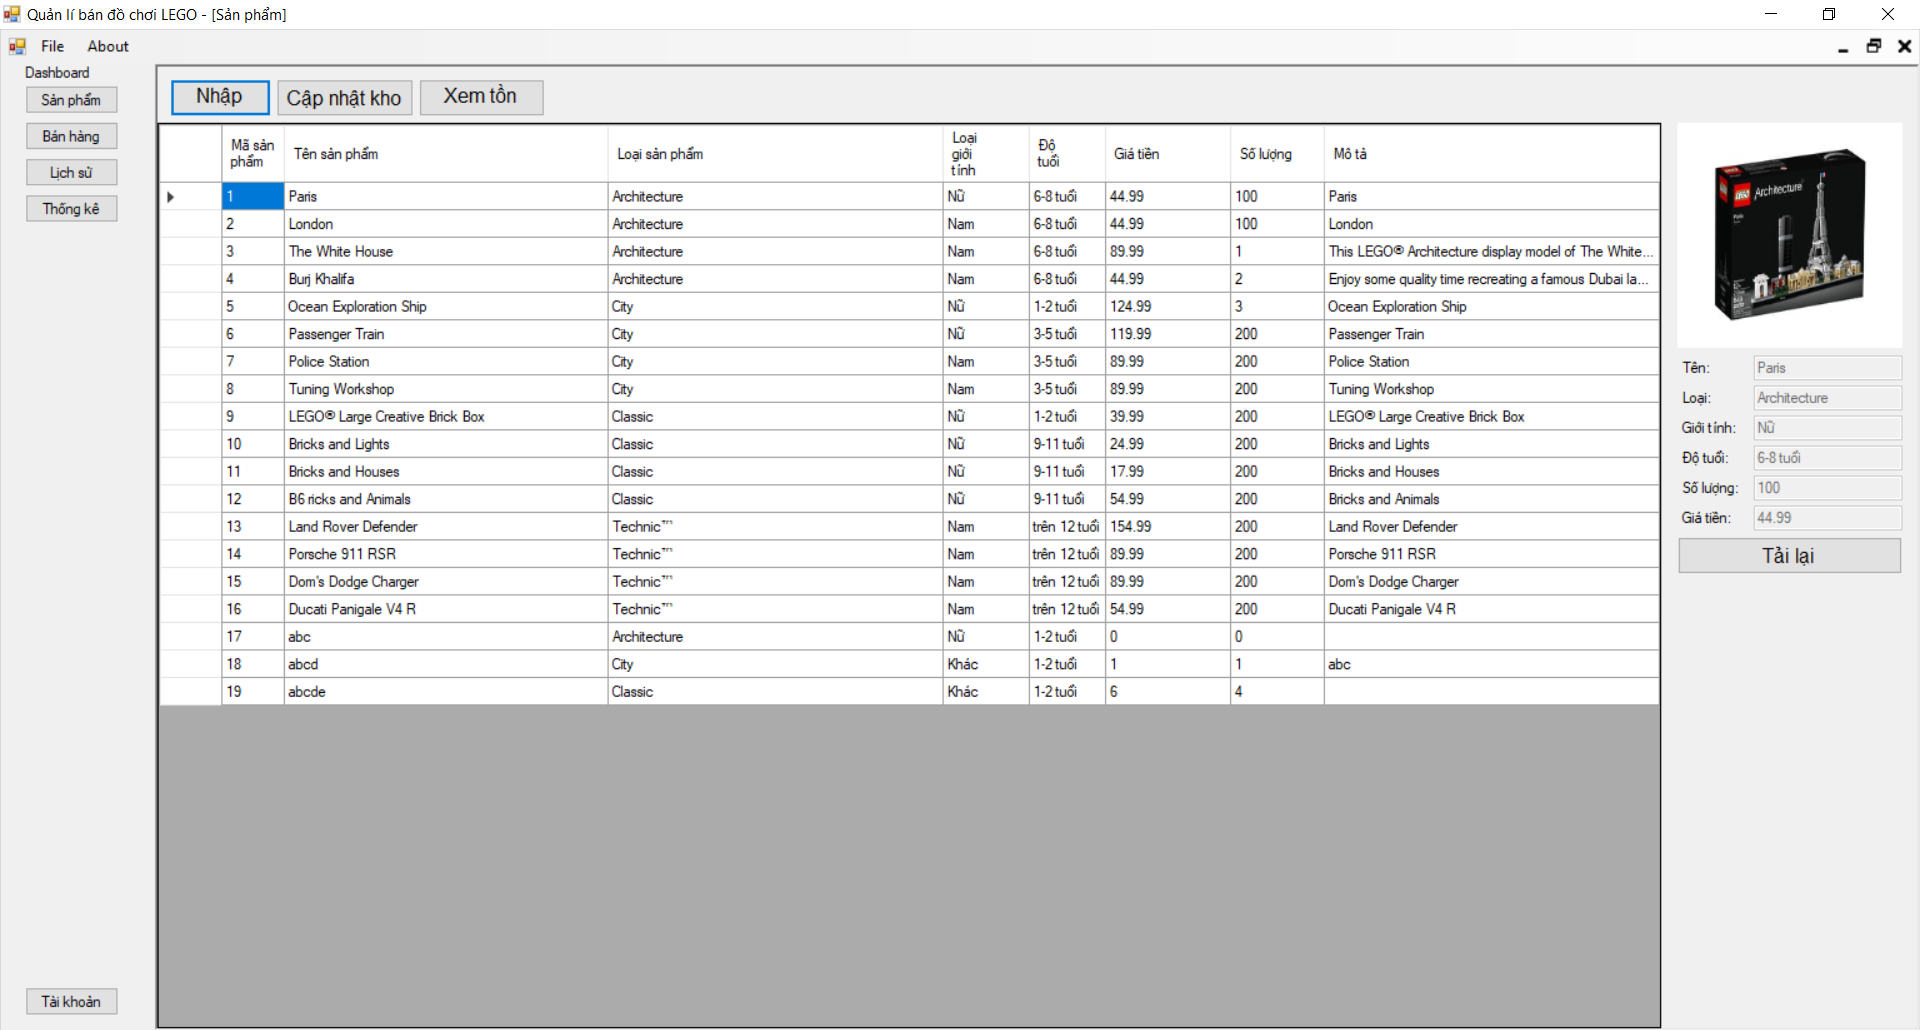 Quản lí bán đồ chơi LEGO - [Sản phẩm]
File About
Dashboard
Sản phẩm
Bán hàng
Lịch sử
Thống kê
Tài khoản
Nhập Cập nhật kho Xem tồn
Mã sản phẩm Tên sản phẩm Loại sản phẩm Loại giới tính Độ tuổi Giá tiền Số lượng Mô tả
1 Paris Architecture Nữ 6-8 tuổi 44.99 100 Paris
2 London Architecture Nam 6-8 tuổi 44.99 100 London
3 The White House Architecture Nam 6-8 tuổi 89.99 1 This LEGO® Architecture display model of The White...
4 Burj Khalifa Architecture Nam 6-8 tuổi 44.99 2 Enjoy some quality time recreating a famous Dubai la...
5 Ocean Exploration Ship City Nữ 1-2 tuổi 124.99 3 Ocean Exploration Ship
6 Passenger Train City Nữ 3-5 tuổi 119.99 200 Passenger Train
7 Police Station City Nam 3-5 tuổi 89.99 200 Police Station
8 Tuning Workshop City Nam 3-5 tuổi 89.99 200 Tuning Workshop
9 LEGO® Large Creative Brick Box Classic Nữ 1-2 tuổi 39.99 200 LEGO® Large Creative Brick Box
10 Bricks and Lights Classic Nữ 9-11 tuổi 24.99 200 Bricks and Lights
11 Bricks and Houses Classic Nữ 9-11 tuổi 17.99 200 Bricks and Houses
12 B6 ricks and Animals Classic Nữ 9-11 tuổi 54.99 200 Bricks and Animals
13 Land Rover Defender Technic™ Nam trên 12 tuổi 154.99 200 Land Rover Defender
14 Porsche 911 RSR Technic™ Nam trên 12 tuổi 89.99 200 Porsche 911 RSR
15 Dom's Dodge Charger Technic™ Nam trên 12 tuổi 89.99 200 Dom's Dodge Charger
16 Ducati Panigale V4 R Technic™ Nam trên 12 tuổi 54.99 200 Ducati Panigale V4 R
17 abc Architecture Nữ 1-2 tuổi 0 0
18 abcd City Khác 1-2 tuổi 1 1 abc
19 abcde Classic Khác 1-2 tuổi 6 4
LEGO Architecture
Paris
Tên: Paris
Loại: Architecture
Giới tính: Nữ
Độ tuổi: 6-8 tuổi
Số lượng: 100
Giá tiền: 44.99
Tải lại